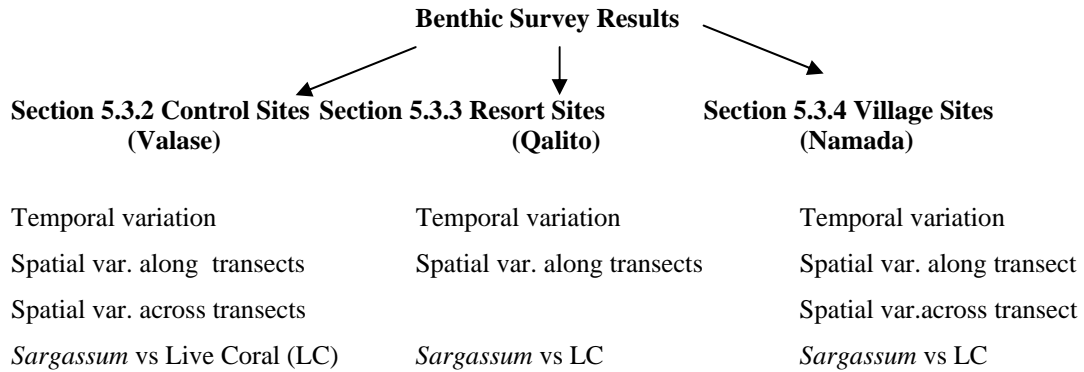 Benthic Survey Results
Section 5.3.2 Control Sites Section 5.3.3 Resort Sites Section 5.3.4 Village Sites
(Valase) (Qalito) (Namada)
Temporal variation Temporal variation Temporal variation
Spatial var. along transects Spatial var. along transects Spatial var. along transect
Spatial var. across transects Spatial var.across transect
Sargassum vs Live Coral (LC) Sargassum vs LC Sargassum vs LC